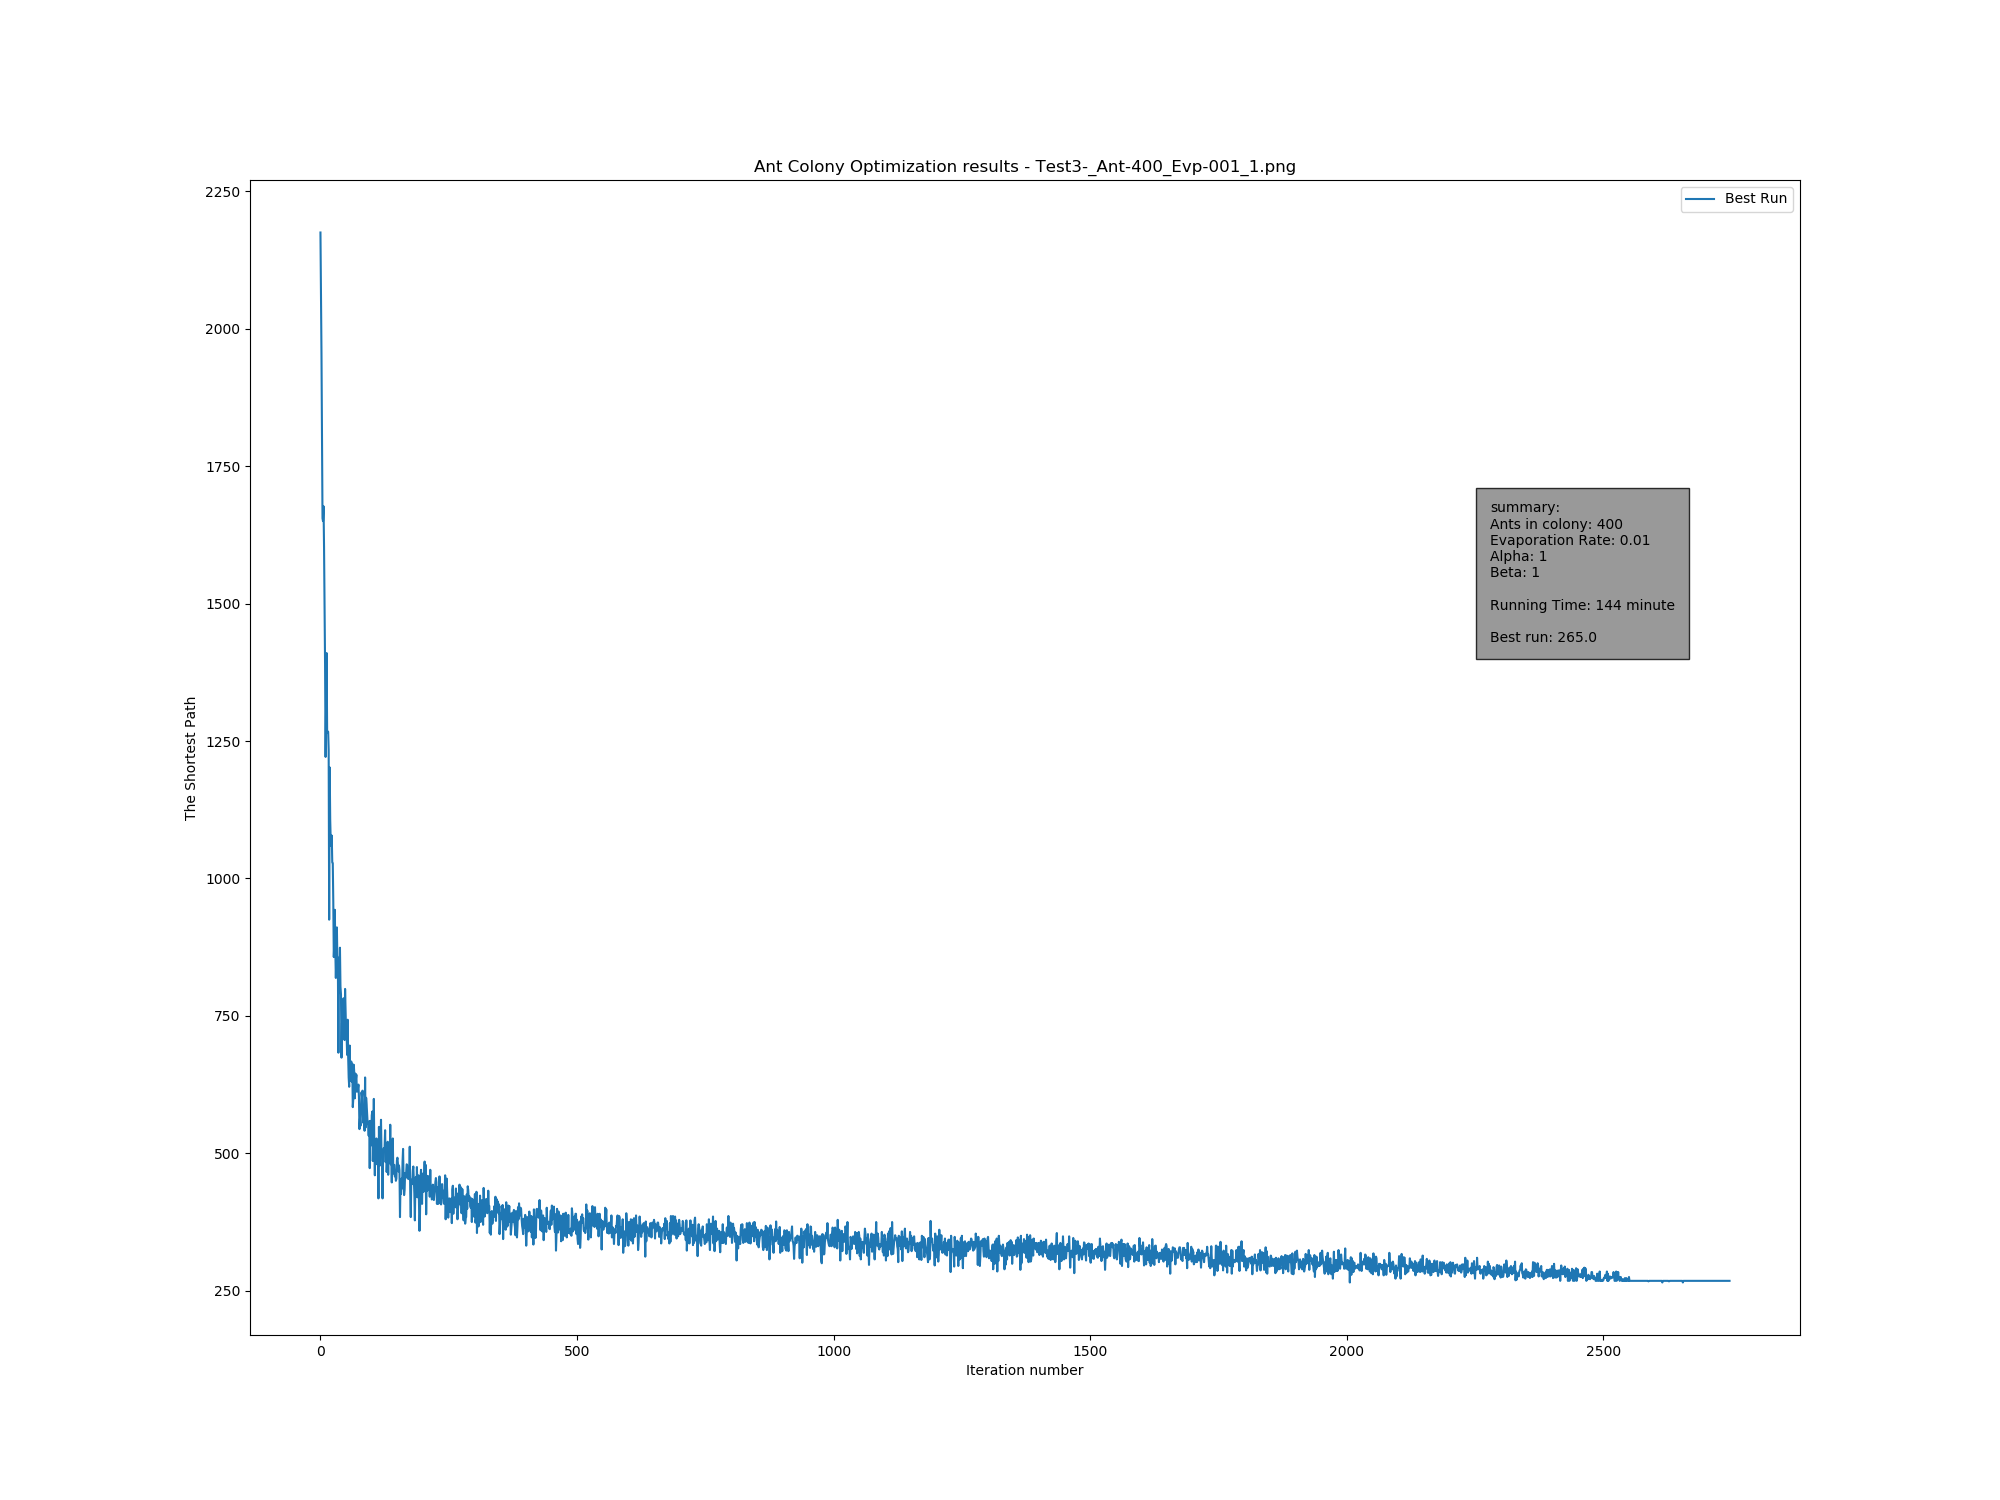 Ant Colony Optimization results - Test3-_Ant-400_Evp-001_1.png
Best Run
2250
2000
1750
1500
1250
1000
750
500
250
The Shortest Path
summary:
Ants in colony: 400
Evaporation Rate: 0.01
Alpha: 1
Beta: 1
Running Time: 144 minute
Best run: 265.0
0 500 1000 1500 2000 2500
Iteration number